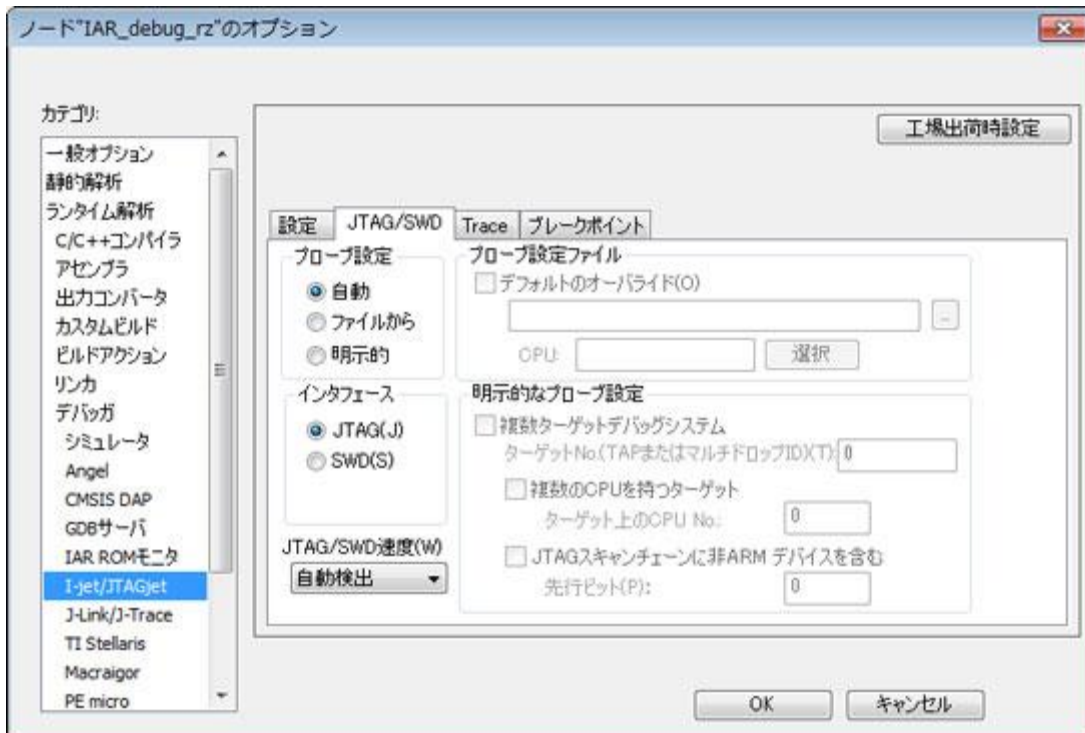 ノード"IAR_debug_rz"のオプション
カテゴリ:
一般オプション
静的解析
ランタイム解析
C/C++コンパイラ
アセンブラ
出力コンバータ
カスタムビルド
ビルドアクション
リンカ
デバッガ
シミュレータ
Angel
CMSIS DAP
GDBサーバ
IAR ROMモニタ
I-jet/JTAGjet
J-Link/J-Trace
TI Stellaris
Macraigor
PE micro
工場出荷時設定
設定 JTAG/SWD Trace ブレークポイント
プローブ設定
自動
ファイルから
明示的
プローブ設定ファイル
デフォルトのオーバライド(O)
...
CPU: 選択
インタフェース
JTAG(J)
SWD(S)
JTAG/SWD速度(W)
自動検出
明示的なプローブ設定
複数ターゲットデバッグシステム
ターゲットNo.(TAPまたはマルチドロップID)(T): 0
複数のCPUを持つターゲット
ターゲット上のCPU No.: 0
JTAGスキャンチェーンに非ARM デバイスを含む
先行ビット(P): 0
OK キャンセル